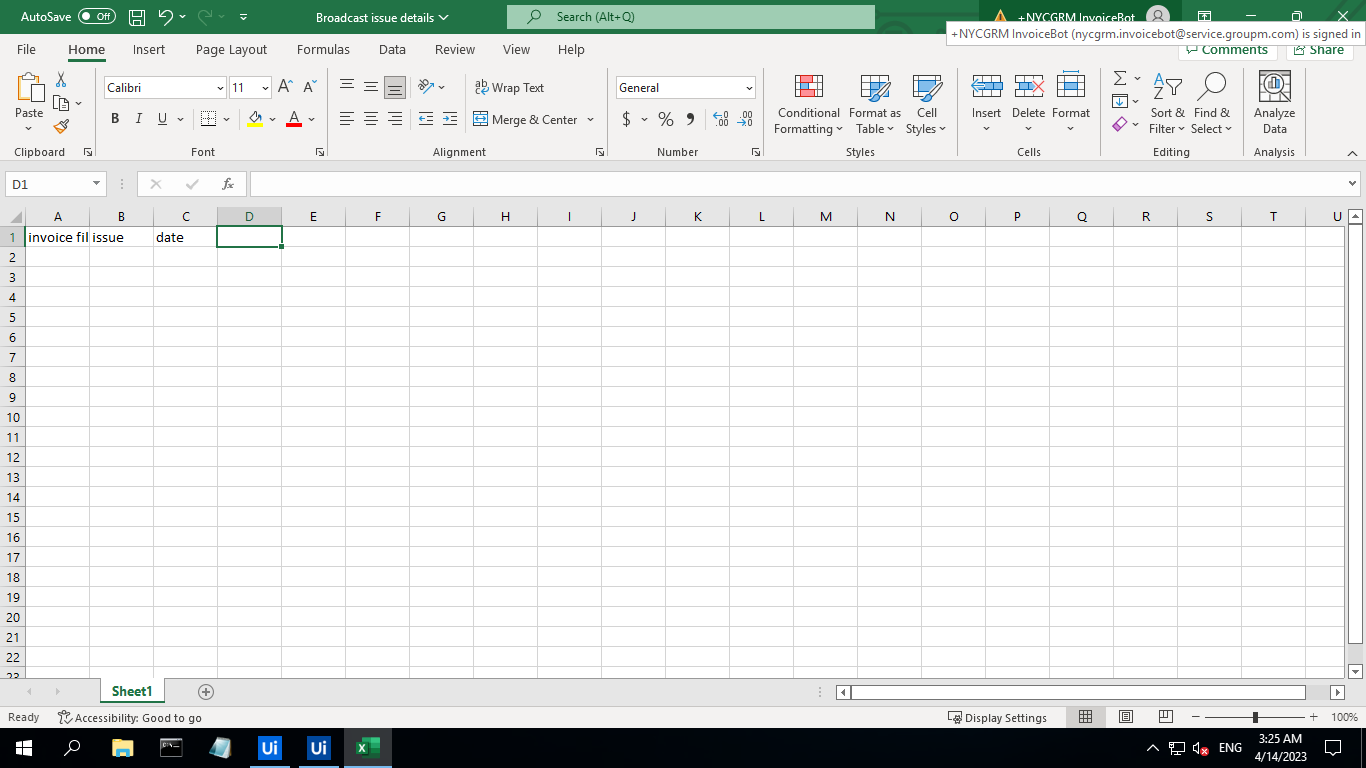 AutoSave Off Broadcast issue details Search (Alt+Q) +NYCGRM InvoiceBot
+NYCGRM InvoiceBot (nycgrm.invoicebot@service.groupm.com) is signed in
File Home Insert Page Layout Formulas Data Review View Help Comments Share
Calibri 11 Wrap Text General
Paste Conditional Formatting Format as Table Cell Styles Insert Delete Format Sort & Filter Find & Select Analyze Data
B I U A Merge & Center $ % 9
Clipboard Font Alignment Number Styles Cells Editing Analysis
D1 fx
A B C D E F G H I J K L M N O P Q R S T U
1 invoice fil issue date
2
3
4
5
6
7
8
9
10
11
12
13
14
15
16
17
18
19
20
21
22
23
Sheet1
Ready Accessibility: Good to go Display Settings 100%
Ui Ui ENG 3:25 AM
4/14/2023